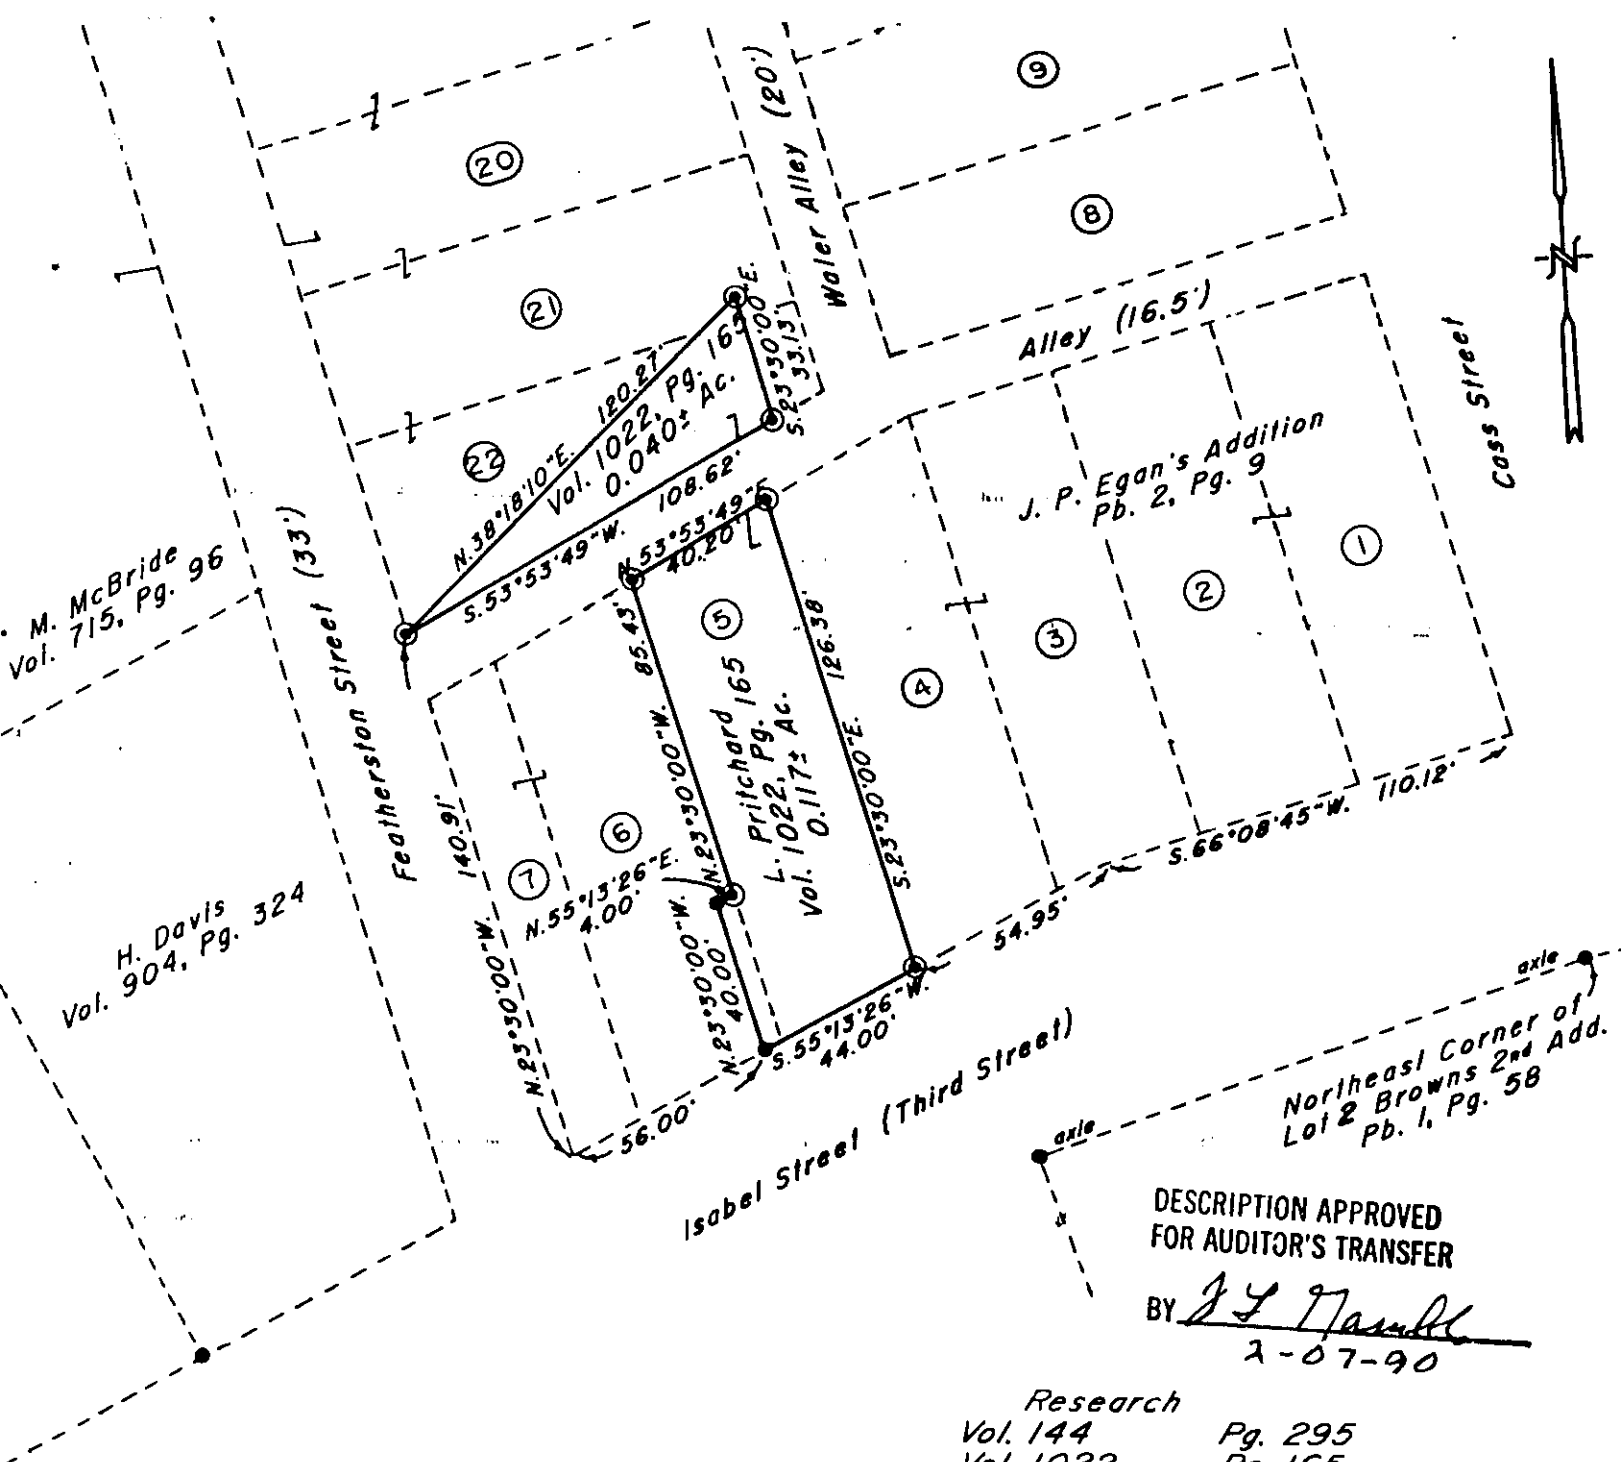 9
20
Water Alley (20')
8
21
Alley (16.5')
S.23°30'00"E.
33.13'
120.27'
N.38°18'10"E.
Vol. 1022, Pg. 165
0.040± Ac.
22
108.62'
S.53°53'49"W.
N.53°53'49"E.
40.20'
Cass Street
J. P. Egan's Addition
Pb. 2, Pg. 9
1
2
3
4
5
6
7
M. McBride
Vol. 715, Pg. 96
Featherston Street (33')
85.43'
N.23°30'00"W.
126.38'
S.23°30'00"E.
L. Pritchard
Vol. 1022, Pg. 165
0.117± Ac.
140.91'
N.23°30'00"W.
N.55°13'26"E.
4.00'
N.23°30'00"W.
40.00'
H. Davis
Vol. 904, Pg. 324
S.66°08'45"W. 110.12'
54.95'
S.55°13'26"W.
44.00'
56.00'
Isabel Street (Third Street)
axle
axle
Northeast Corner of
Lot 2 Browns 2nd Add.
Pb. 1, Pg. 58
DESCRIPTION APPROVED
FOR AUDITOR'S TRANSFER
BY
2-07-90
Research
Vol. 144 Pg. 295
Vol. 1022 Pg. 165
N